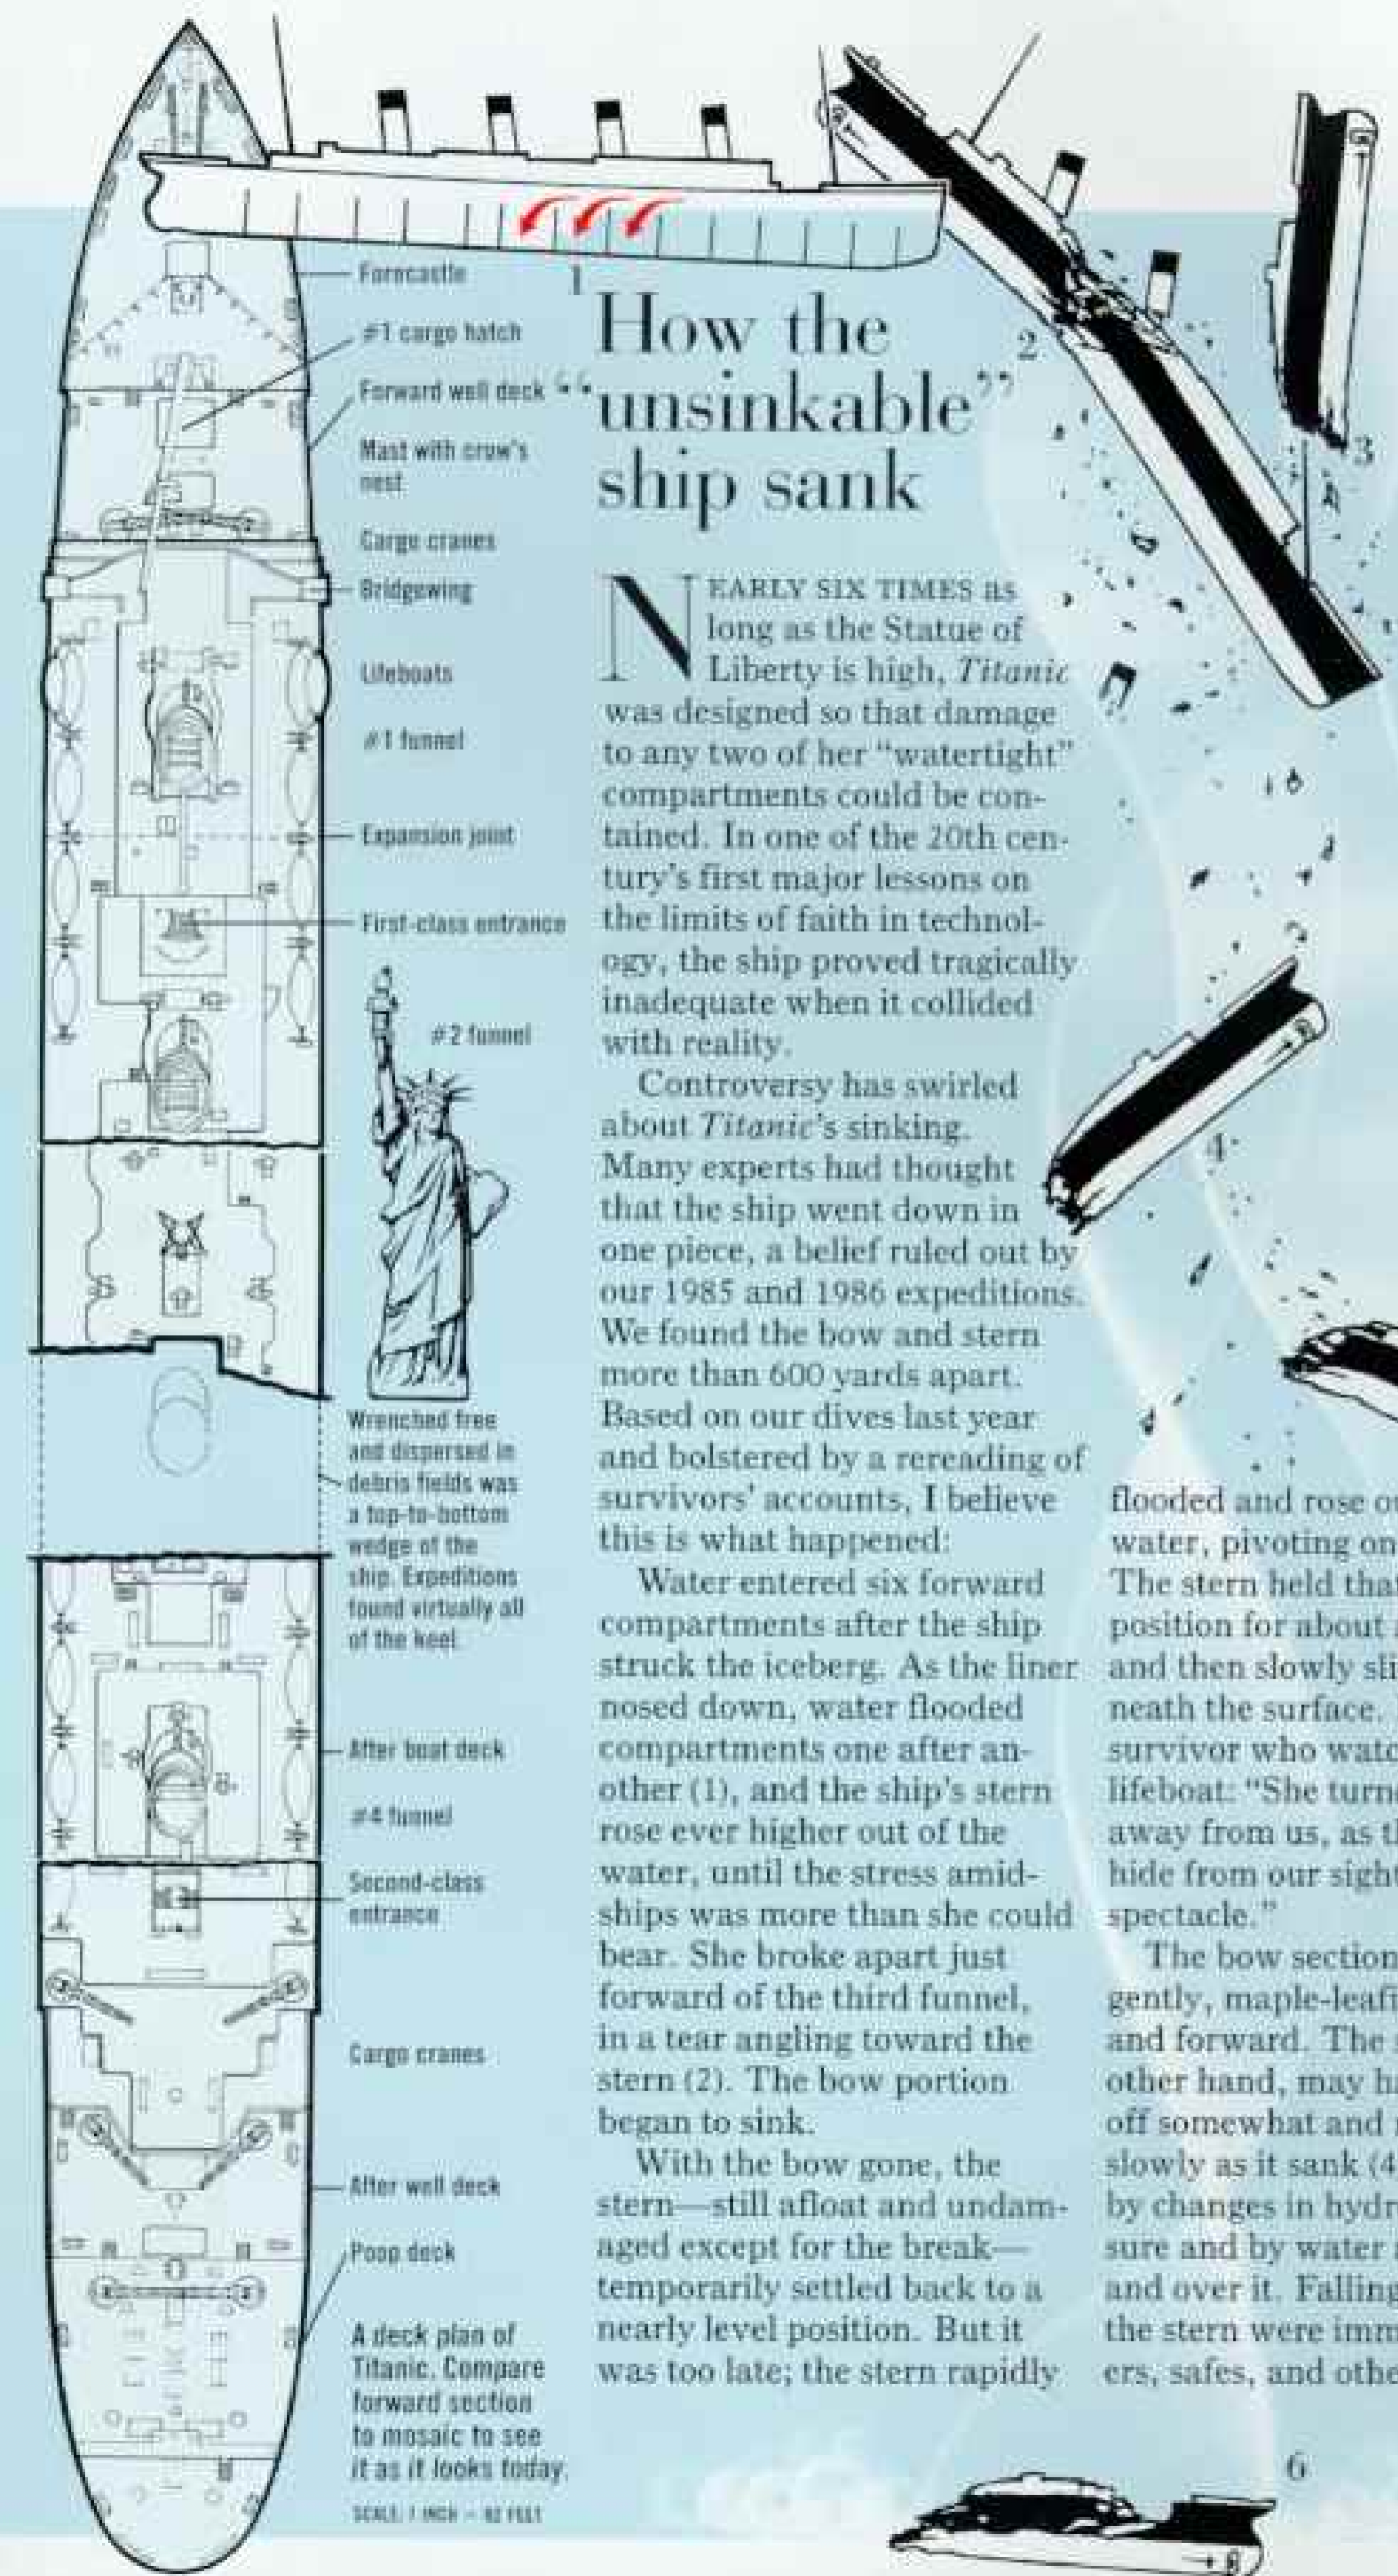 1
Forecastle
#1 cargo hatch
Forward well deck
Mast with crow's
nest
Cargo cranes
Bridgewing
Lifeboats
#1 funnel
Expansion joint
First-class entrance
#2 funnel
Wrenched free
and dispersed in
debris fields was
a top-to-bottom
wedge of the
ship. Expeditions
found virtually all
of the keel.
After boat deck
#4 funnel
Second-class
entrance
Cargo cranes
After well deck
Poop deck
A deck plan of
Titanic. Compare
forward section
to mosaic to see
it as it looks today.
SCALE: 1 INCH = 82 FEET
How the
“unsinkable”
ship sank
NEARLY SIX TIMES as
long as the Statue of
Liberty is high, Titanic
was designed so that damage
to any two of her “watertight”
compartments could be con-
tained. In one of the 20th cen-
tury's first major lessons on
the limits of faith in technol-
ogy, the ship proved tragically
inadequate when it collided
with reality.
Controversy has swirled
about Titanic's sinking.
Many experts had thought
that the ship went down in
one piece, a belief ruled out by
our 1985 and 1986 expeditions.
We found the bow and stern
more than 600 yards apart.
Based on our dives last year
and bolstered by a rereading of
survivors' accounts, I believe
this is what happened:
Water entered six forward
compartments after the ship
struck the iceberg. As the liner
nosed down, water flooded
compartments one after an-
other (1), and the ship's stern
rose ever higher out of the
water, until the stress amid-
ships was more than she could
bear. She broke apart just
forward of the third funnel,
in a tear angling toward the
stern (2). The bow portion
began to sink.
With the bow gone, the
stern—still afloat and undam-
aged except for the break—
temporarily settled back to a
nearly level position. But it
was too late; the stern rapidly
2
3
4
flooded and rose
water, pivoting on
The stern held that
position for about
and then slowly
neath the surface.
survivor who
lifeboat: “She
away from us, as
hide from our sight
spectacle.”
The bow section
gently,
and forward. The
other hand, may
off somewhat and
slowly as it sank (4
by changes in
sure and by water
and over it. Falling
the stern were
ers, safes, and
6